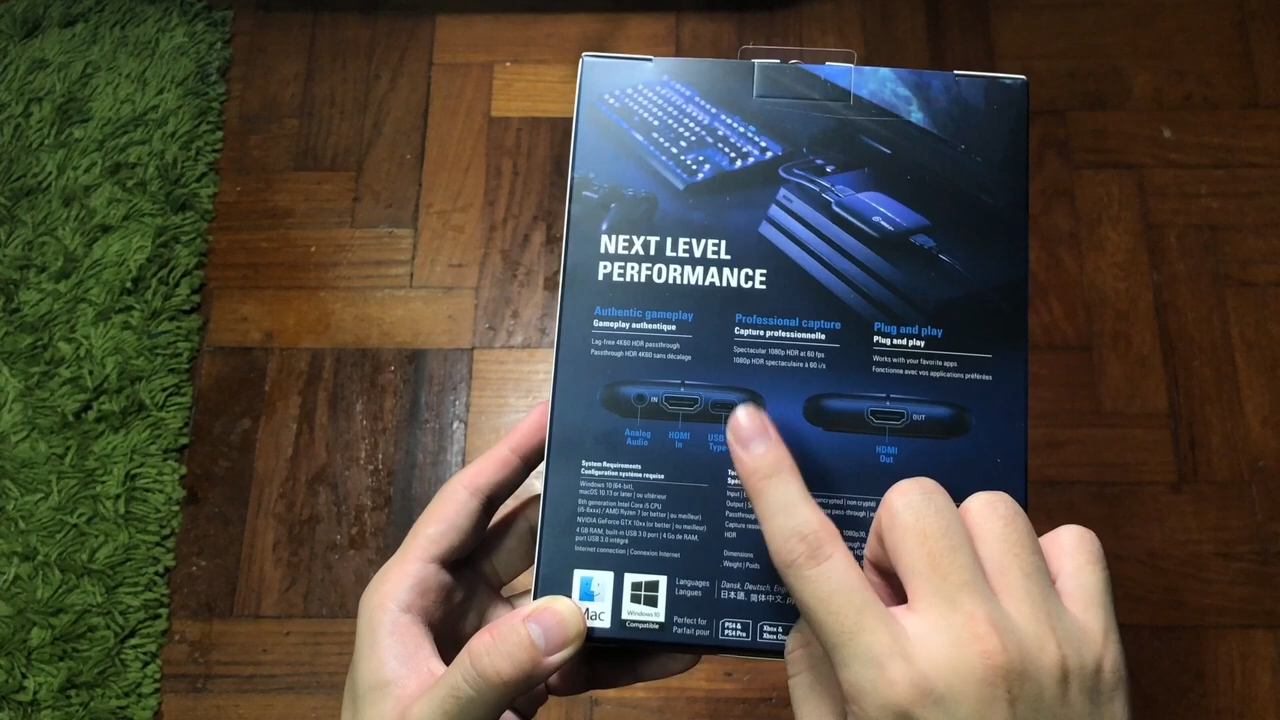 NEXT LEVEL
PERFORMANCE
Authentic gameplay
Gameplay authentique
Lag-free 4K60 HDR passthrough
Passthrough HDR 4K60 sans décalage
Professional capture
Capture professionnelle
Spectacular 1080p HDR at 60 fps
1080p HDR spectaculaire à 60 i/s
Plug and play
Plug and play
Works with your favorite apps
Fonctionne avec vos applications préférées
IN
Analog
Audio
HDMI
In
USB
Type
OUT
HDMI
Out
System Requirements
Configuration système requise
Windows 10 (64-bit),
macOS 10.13 or later | ou ultérieur
6th generation Intel Core i5 CPU
(i5-6xxx) / AMD Ryzen 7 (or better | ou meilleur)
NVIDIA GeForce GTX 10xx (or better | ou meilleur)
4 GB RAM, built-in USB 3.0 port | 4 Go de RAM,
port USB 3.0 intégré
Internet connection | Connexion Internet
Input
Output
Passthrough
Capture
HDR
Dimensions
Weight | Poids
unencrypted | non crypté)
1080p30,
Mac
Windows 10
Compatible
Languages
Langues
Dansk, Deutsch,
日本語, 简体中文,
Perfect for
Parfait pour
PS4 &
PS4 Pro
Xbox &
Xbox One